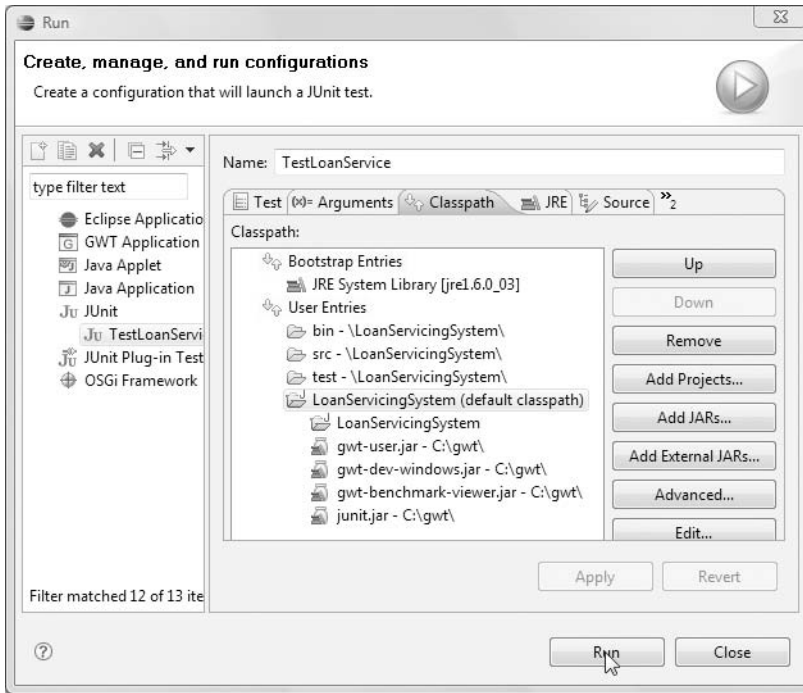 Run
Create, manage, and run configurations
Create a configuration that will launch a JUnit test.
type filter text
Eclipse Applicatio
GWT Application
Java Applet
Java Application
JUnit
TestLoanServi
JUnit Plug-in Test
OSGi Framework
Filter matched 12 of 13 ite
Name: TestLoanService
Test (x)= Arguments Classpath JRE Source »2
Classpath:
Bootstrap Entries
JRE System Library [jre1.6.0_03]
User Entries
bin - \LoanServicingSystem\
src - \LoanServicingSystem\
test - \LoanServicingSystem\
LoanServicingSystem (default classpath)
LoanServicingSystem
gwt-user.jar - C:\gwt\
gwt-dev-windows.jar - C:\gwt\
gwt-benchmark-viewer.jar - C:\gwt\
junit.jar - C:\gwt\
Up
Down
Remove
Add Projects...
Add JARs...
Add External JARs...
Advanced...
Edit...
Apply Revert
Run Close